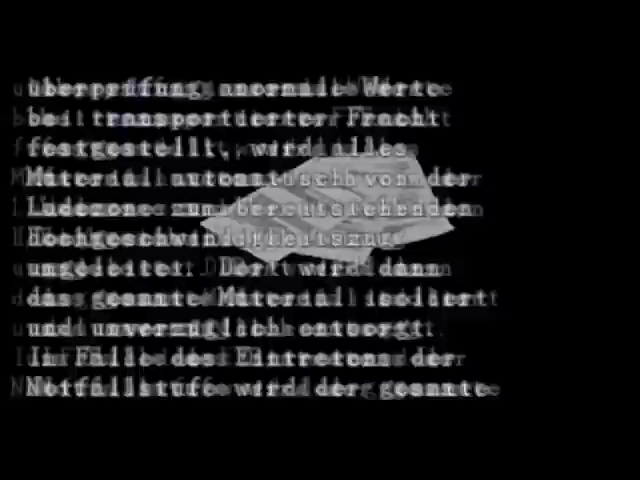 überprüfung anormale Werte
bei transportierter Fracht
festgestellt, wird alles
Material automatisch von der
Ladezone zum bereitstehenden
Hochgeschwindigkeitszug
umgeleitet. Dort wird dann
das gesamte Material isoliert
und unverzüglich entsorgt.
Im Falle des Eintretens der
Notfallstufe wird der gesamte